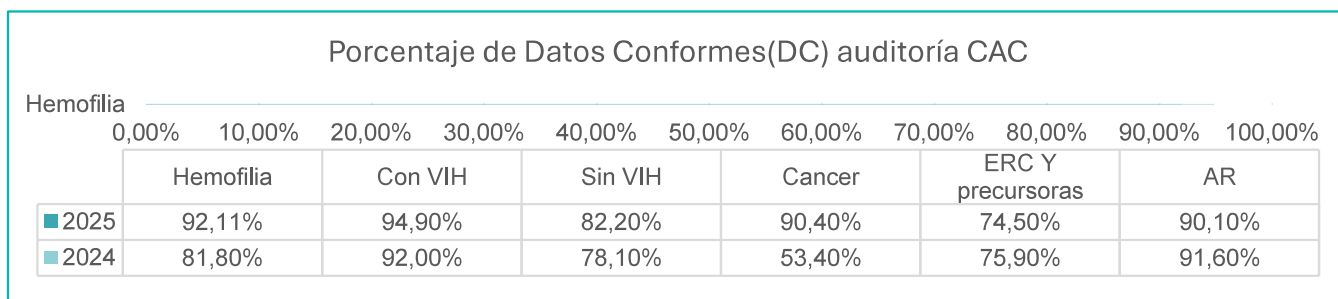 Porcentaje de Datos Conformes(DC) auditoría CAC
Hemofilia
0,00% 10,00% 20,00% 30,00% 40,00% 50,00% 60,00% 70,00% 80,00% 90,00% 100,00%
Hemofilia Con VIH Sin VIH Cancer ERC Y precursoras AR
2025 92,11% 94,90% 82,20% 90,40% 74,50% 90,10%
2024 81,80% 92,00% 78,10% 53,40% 75,90% 91,60%